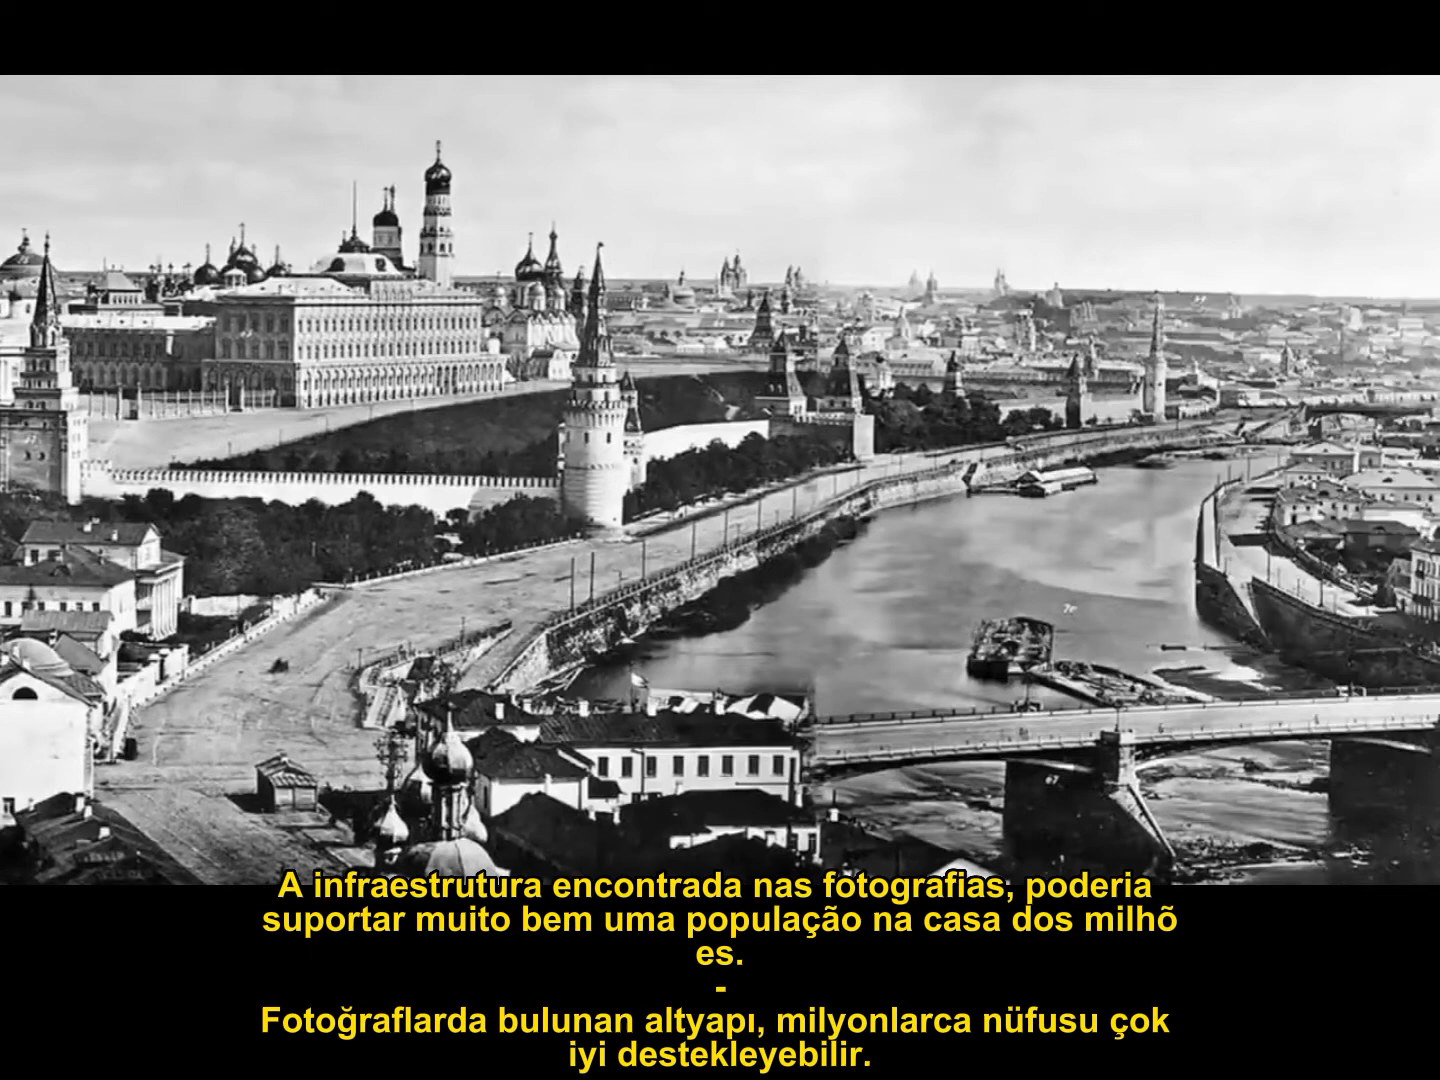 A infraestrutura encontrada nas fotografias, poderia
suportar muito bem uma população na casa dos milhõ
es.
-
Fotoğraflarda bulunan altyapı, milyonlarca nüfusu çok
iyi destekleyebilir.